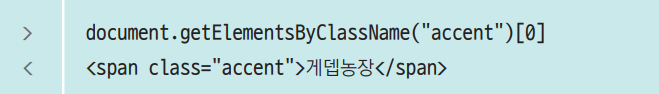 > document.getElementsByClassName("accent")[0]
< <span class="accent">게뎁농장</span>